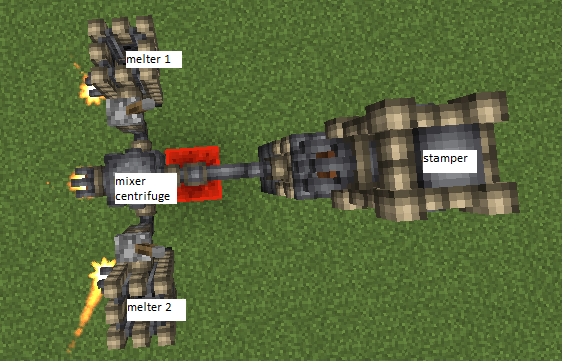 melter 1
stamper
mixer
centrifuge
melter 2